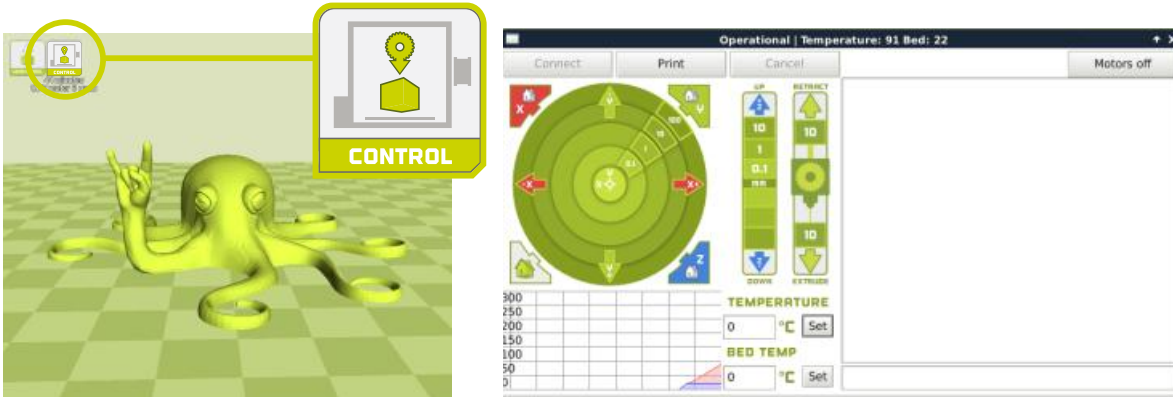 CONTROL
CONTROL
Operational | Temperature: 91 Bed: 22
Connect
Print
Cancel
Motors off
UP
RETRACT
X
Y
Y
Z
10
10
100
10
1
1
0.1
0.1
mm
X
Y
X
X
10
Y
Z
Z
DOWN
EXTRUDE
300
250
200
150
100
50
0
TEMPERATURE
0
°C
Set
BED TEMP
0
°C
Set